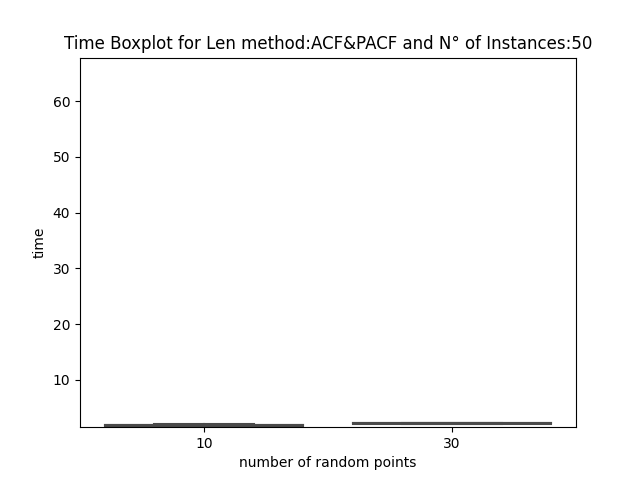 Time Boxplot for Len method:ACF&PACF and N° of Instances:50
60
50
40
30
20
10
time
10 30
number of random points